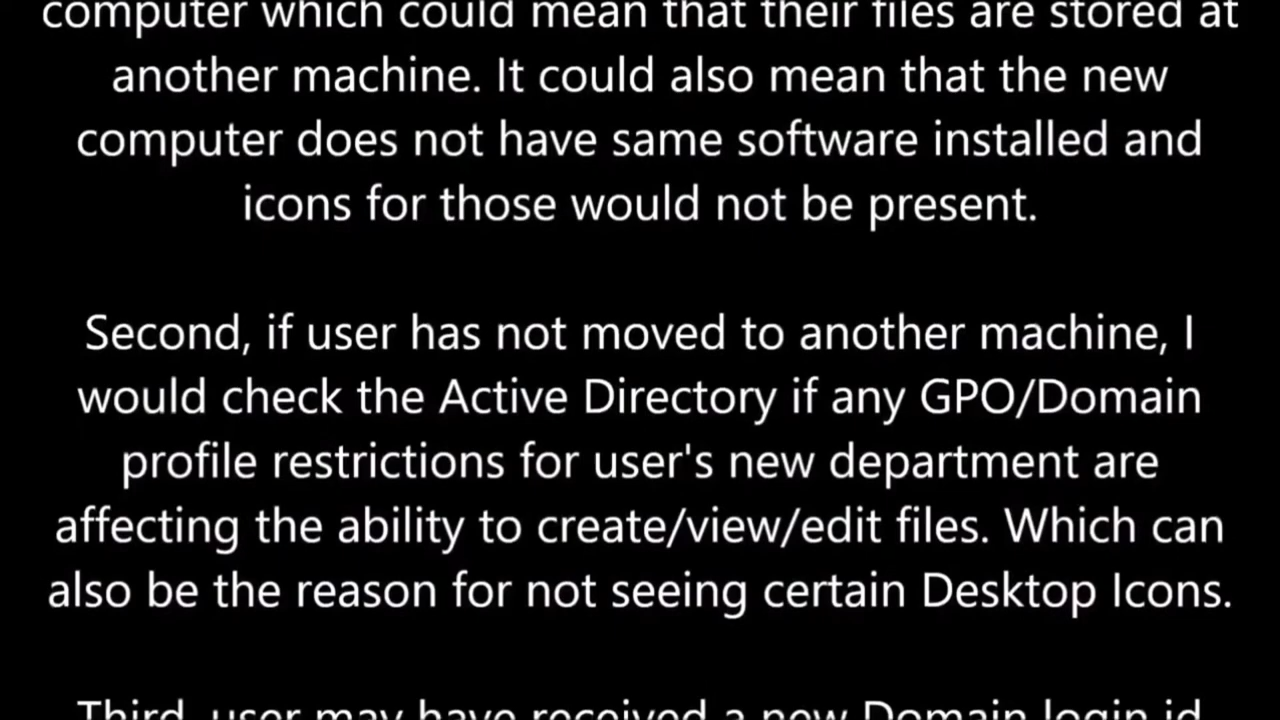 computer which could mean that their files are stored at
another machine. It could also mean that the new
computer does not have same software installed and
icons for those would not be present.
Second, if user has not moved to another machine, I
would check the Active Directory if any GPO/Domain
profile restrictions for user's new department are
affecting the ability to create/view/edit files. Which can
also be the reason for not seeing certain Desktop Icons.
Third, user may have received a new Domain login id